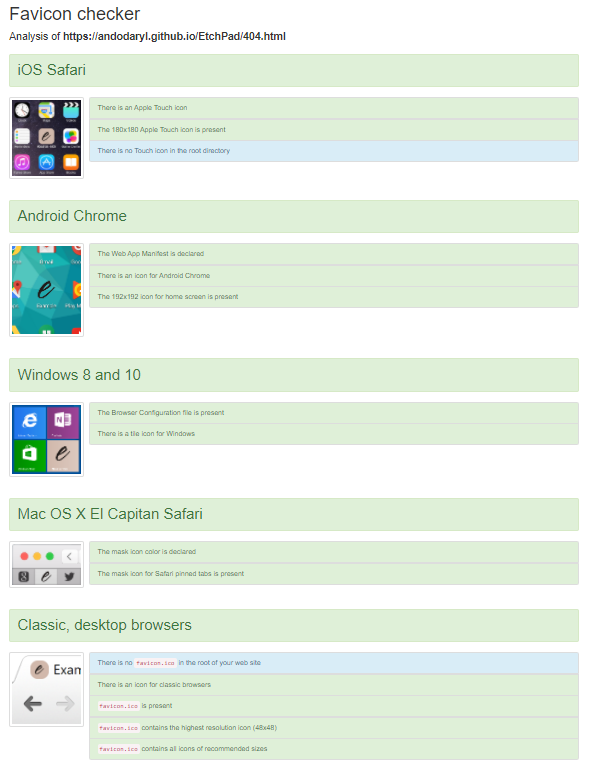 Favicon checker
Analysis of https://andodaryl.github.io/EtchPad/404.html
iOS Safari
There is an Apple Touch icon
The 180x180 Apple Touch icon is present
There is no Touch icon in the root directory
Android Chrome
The Web App Manifest is declared
There is an icon for Android Chrome
The 192x192 icon for home screen is present
Windows 8 and 10
The Browser Configuration file is present
There is a tile icon for Windows
Mac OS X El Capitan Safari
The mask icon color is declared
The mask icon for Safari pinned tabs is present
Classic, desktop browsers
Exam
There is no favicon.ico in the root of your web site
There is an icon for classic browsers
favicon.ico is present
favicon.ico contains the highest resolution icon (48x48)
favicon.ico contains all icons of recommended sizes